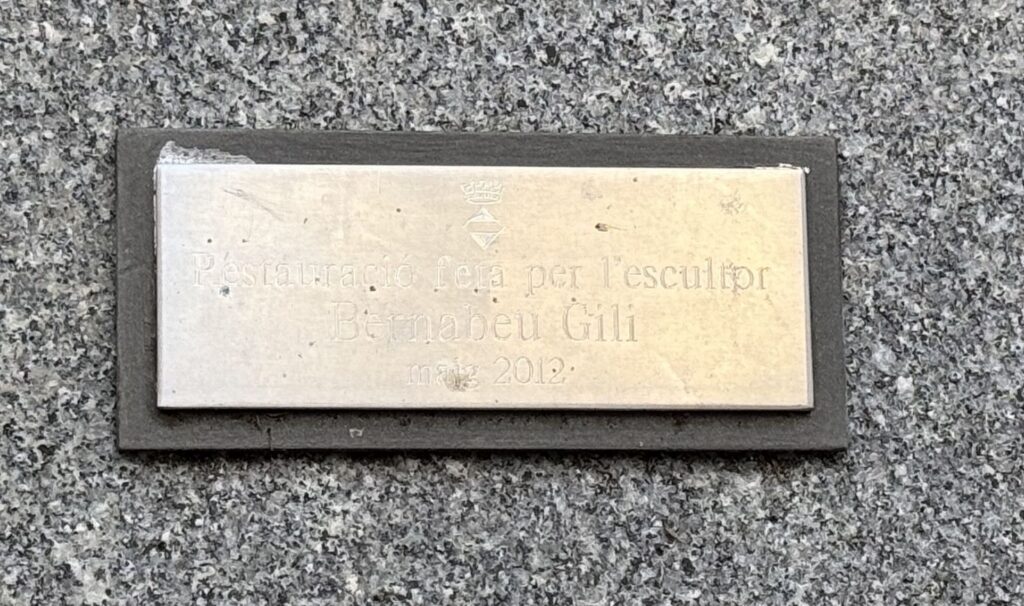 Restauració feta per l'escultor
Bernabeu Gili
maig 2012